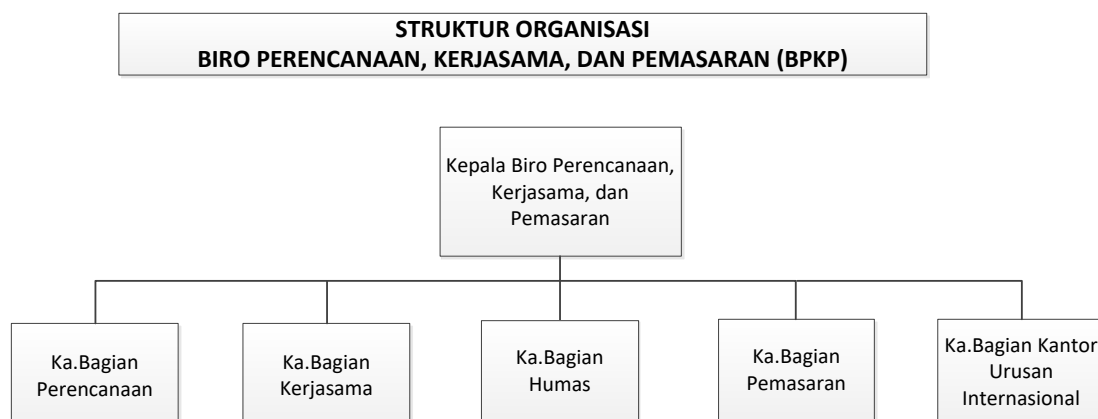 STRUKTUR ORGANISASI
BIRO PERENCANAAN, KERJASAMA, DAN PEMASARAN (BPKP)
Kepala Biro Perencanaan,
Kerjasama, dan
Pemasaran
Ka.Bagian
Perencanaan
Ka.Bagian
Kerjasama
Ka.Bagian
Humas
Ka.Bagian
Pemasaran
Ka.Bagian Kantor
Urusan
Internasional